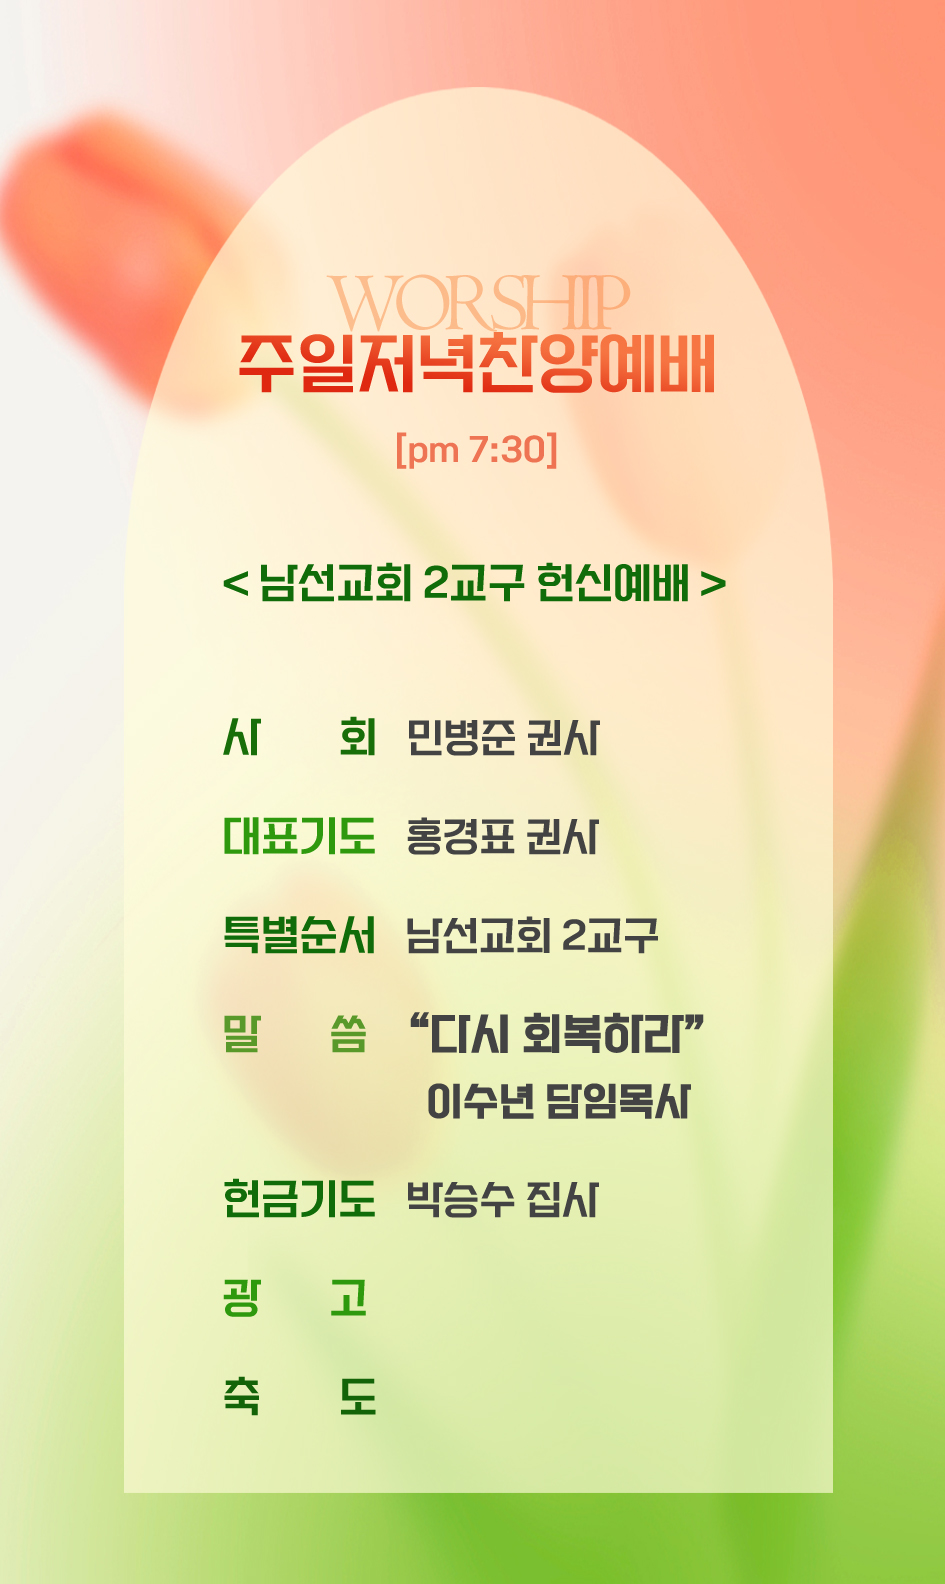 WORSHIP
주일저녁찬양예배
[pm 7:30]
< 남선교회 2교구 헌신예배 >
사 회 민병준 권사
대표기도 홍경표 권사
특별순서 남선교회 2교구
말 씀 “다시 회복하라”
이수년 담임목사
헌금기도 박승수 집사
광 고
축 도